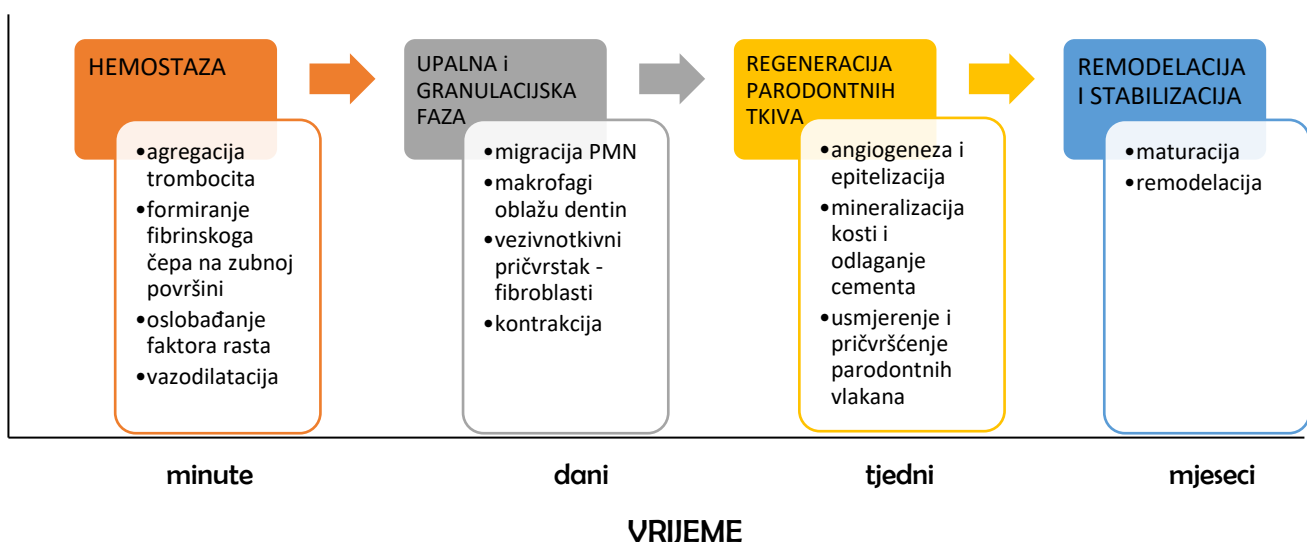 HEMOSTAZA
•agregacija
trombocita
•formiranje
fibrinskoga
čepa na zubnoj
površini
•oslobađanje
faktora rasta
•vazodilatacija
UPALNA i
GRANULACIJSKA
FAZA
•migracija PMN
•makrofagi
oblažu dentin
•vezivnotkivni
pričvrstak -
fibroblasti
•kontrakcija
REGENERACIJA
PARODONTNIH
TKIVA
•angiogeneza i
epitelizacija
•mineralizacija
kosti i
odlaganje
cementa
•usmjerenje i
pričvršćenje
parodontnih
vlakana
REMODELACIJA
I STABILIZACIJA
•maturacija
•remodelacija
minute
dani
tjedni
mjeseci
VRIJEME